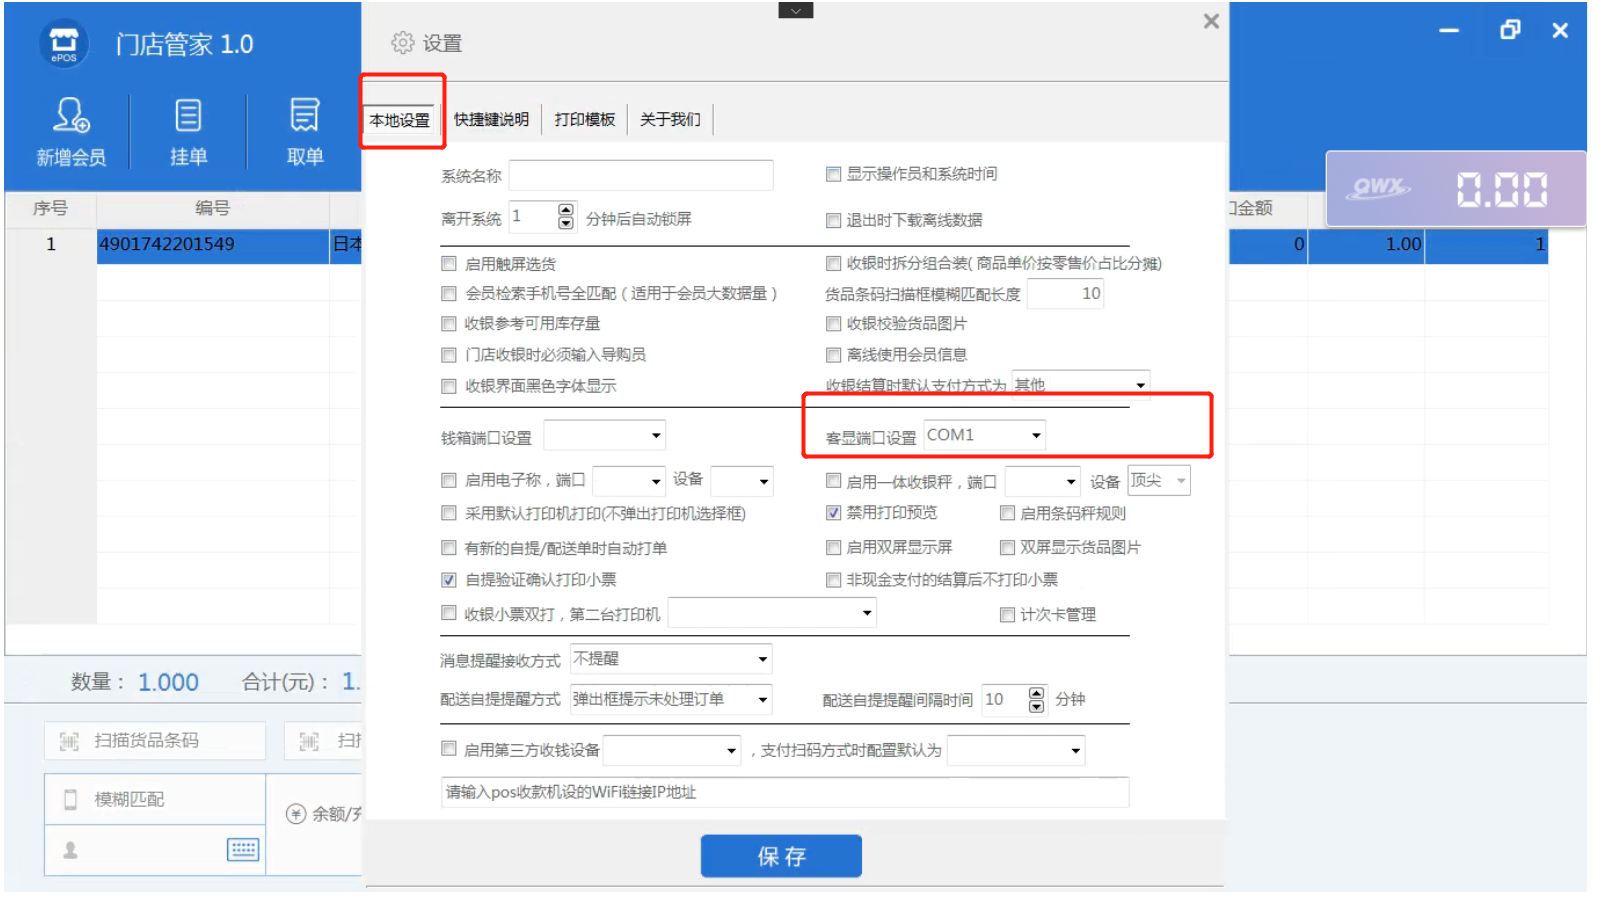 门店管家 1.0
ePOS
新增会员
挂单
取单
设置
本地设置
快捷键说明
打印模板
关于我们
QWX
0.00
序号
编号
金额
1
4901742201549
日本
0
1.00
1
系统名称
显示操作员和系统时间
离开系统
1
分钟后自动锁屏
退出时下载离线数据
启用触屏选货
收银时拆分组合装( 商品单价按零售价占比分摊)
会员检索手机号全匹配 ( 适用于会员大数据量 )
货品条码扫描框模糊匹配长度
10
收银参考可用库存量
收银校验货品图片
门店收银时必须输入导购员
离线使用会员信息
收银界面黑色字体显示
收银结算时默认支付方式为
其他
钱箱端口设置
客显端口设置
COM1
启用电子称，端口
设备
启用一体收银秤，端口
设备
顶尖
采用默认打印机打印(不弹出打印机选择框)
禁用打印预览
启用条码秤规则
有新的自提/配送单时自动打单
启用双屏显示屏
双屏显示货品图片
自提验证确认打印小票
非现金支付的结算后不打印小票
收银小票双打，第二台打印机
计次卡管理
消息提醒接收方式
不提醒
配送自提提醒方式
弹出框提示未处理订单
配送自提提醒间隔时间
10
分钟
启用第三方收钱设备
，支付扫码方式时配置默认为
请输入pos收款机设的WiFi链接IP地址
保存
数量：
1.000
合计(元)：
1.
扫描货品条码
扫
模糊匹配
余额/充